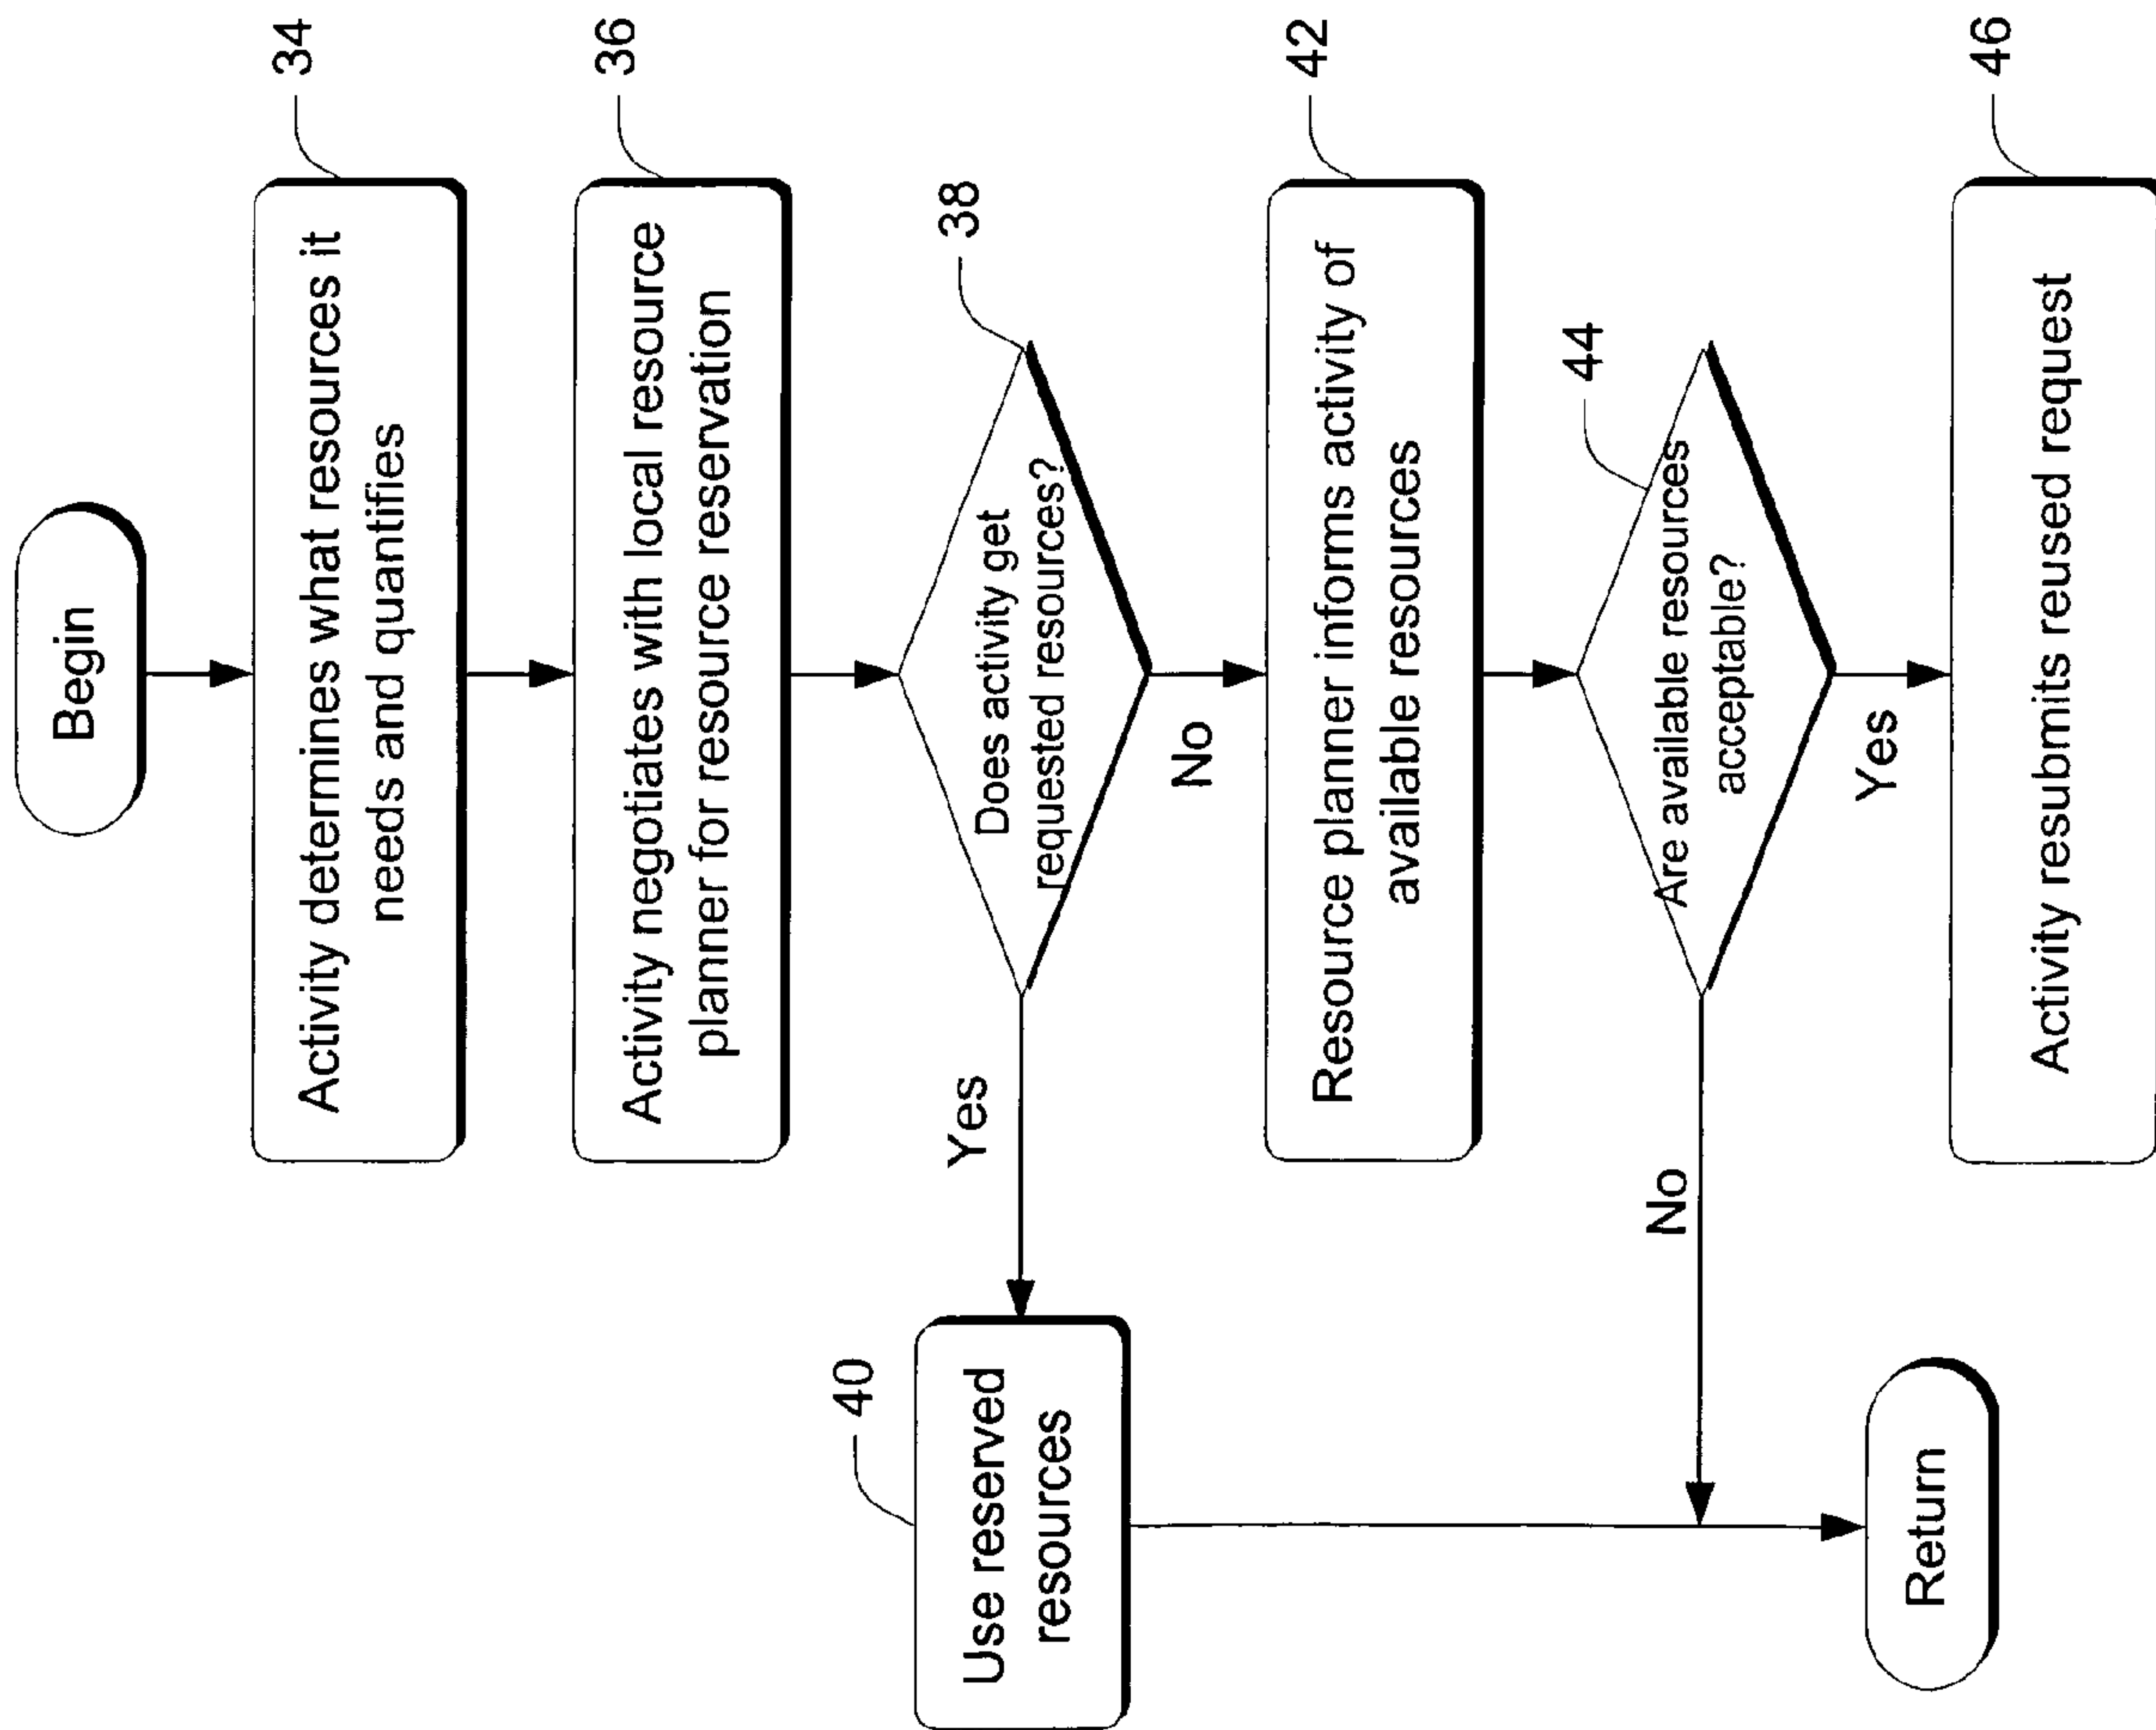 Begin
34
Activity determines what resources it
needs and quantifies
36
Activity negotiates with local resource
planner for resource reservation
38
Does activity get
requested resources?
Yes
40
Use reserved
resources
No
42
Resource planner informs activity of
available resources
44
Are available resources
acceptable?
No
Yes
46
Activity resubmits reused request
Return